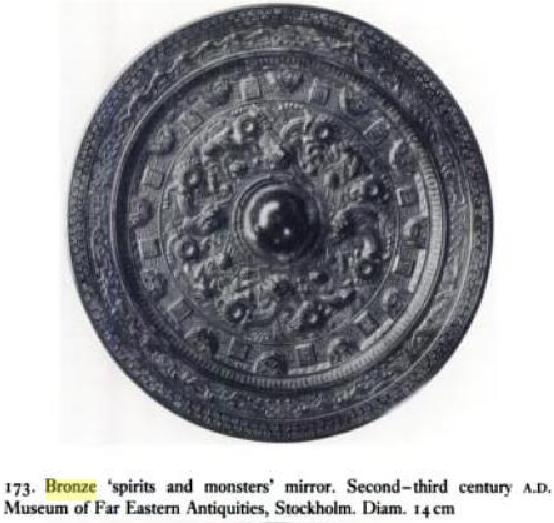 173. Bronze 'spirits and monsters' mirror. Second–third century A.D.
Museum of Far Eastern Antiquities, Stockholm. Diam. 14 cm